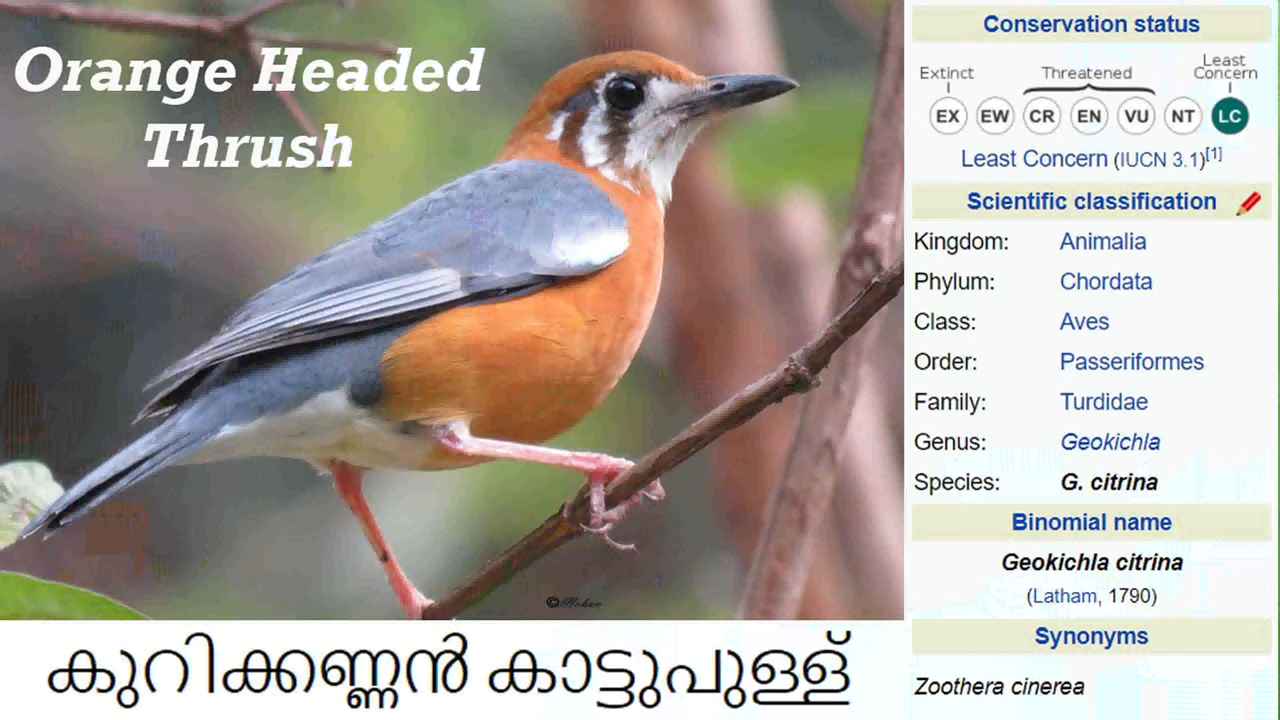 Orange Headed
Thrush
കുറിക്കണ്ണൻ കാട്ടുപുള്ള്
Conservation status
Extinct
Threatened
Least
Concern
EX EW CR EN VU NT LC
Least Concern (IUCN 3.1)[1]
Scientific classification
Kingdom: Animalia
Phylum: Chordata
Class: Aves
Order: Passeriformes
Family: Turdidae
Genus: Geokichla
Species: G. citrina
Binomial name
Geokichla citrina
(Latham, 1790)
Synonyms
Zoothera cinerea